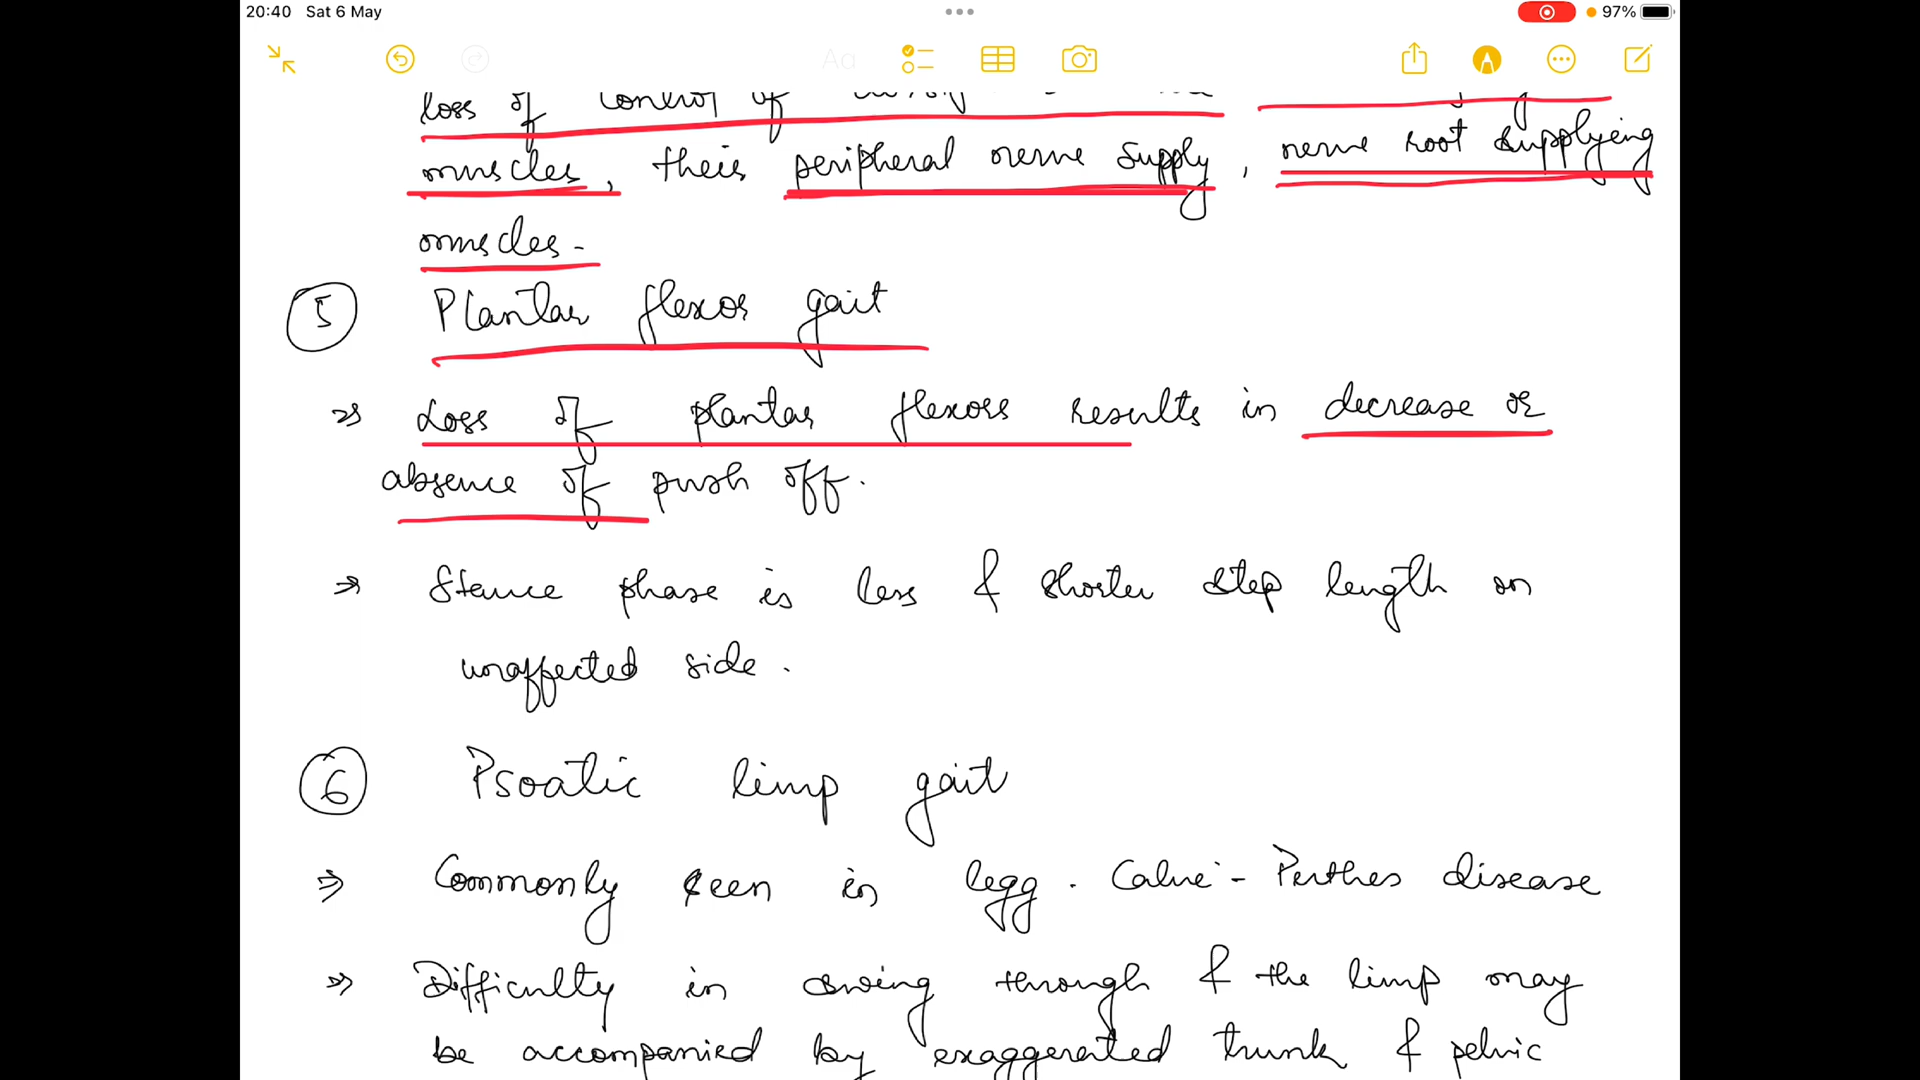 20:40 Sat 6 May
97%
Aa
loss of control of
muscles, their peripheral nerve supply, nerve root supplying
muscles -
5 Plantar flexor gait
⇒ Loss of plantar flexors results in decrease or
absence of push off.
⇒ Stance phase is less & shorter step length on
unaffected side.
6 Psoatic limp gait
⇒ Commonly seen in legg. Calve - Perthes disease
⇒ Difficulty in swing through & the limp may
be accompanied by exaggerated trunk & pelvic